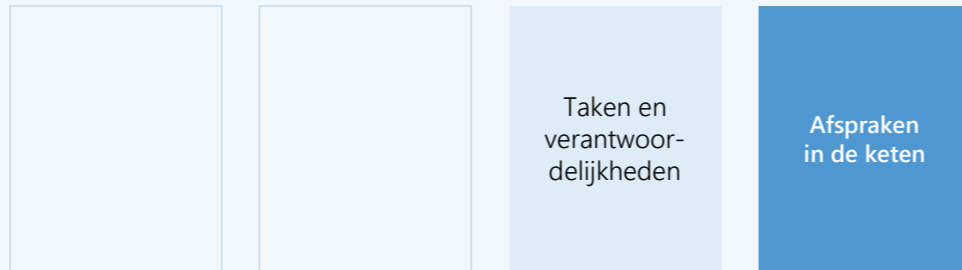 Taken en
verantwoor-
delijkheden
Afspraken
in de keten